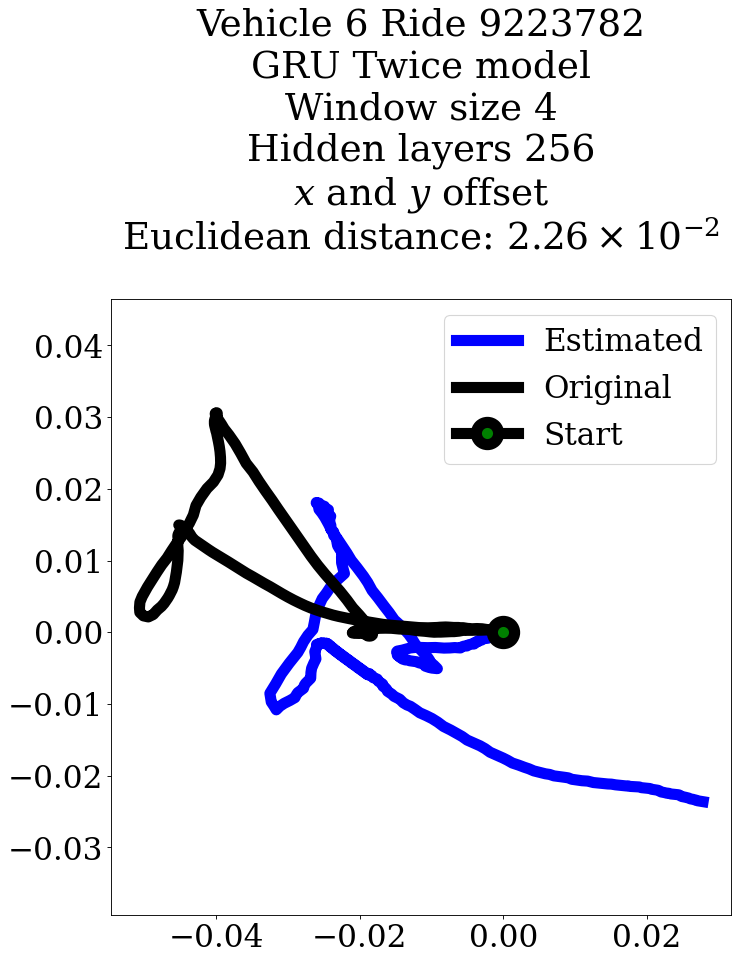 Vehicle 6 Ride 9223782
GRU Twice model
Window size 4
Hidden layers 256
x and y offset
Euclidean distance: 2.26 × 10⁻²
Estimated
Original
Start
0.04
0.03
0.02
0.01
0.00
−0.01
−0.02
−0.03
−0.04 −0.02 0.00 0.02